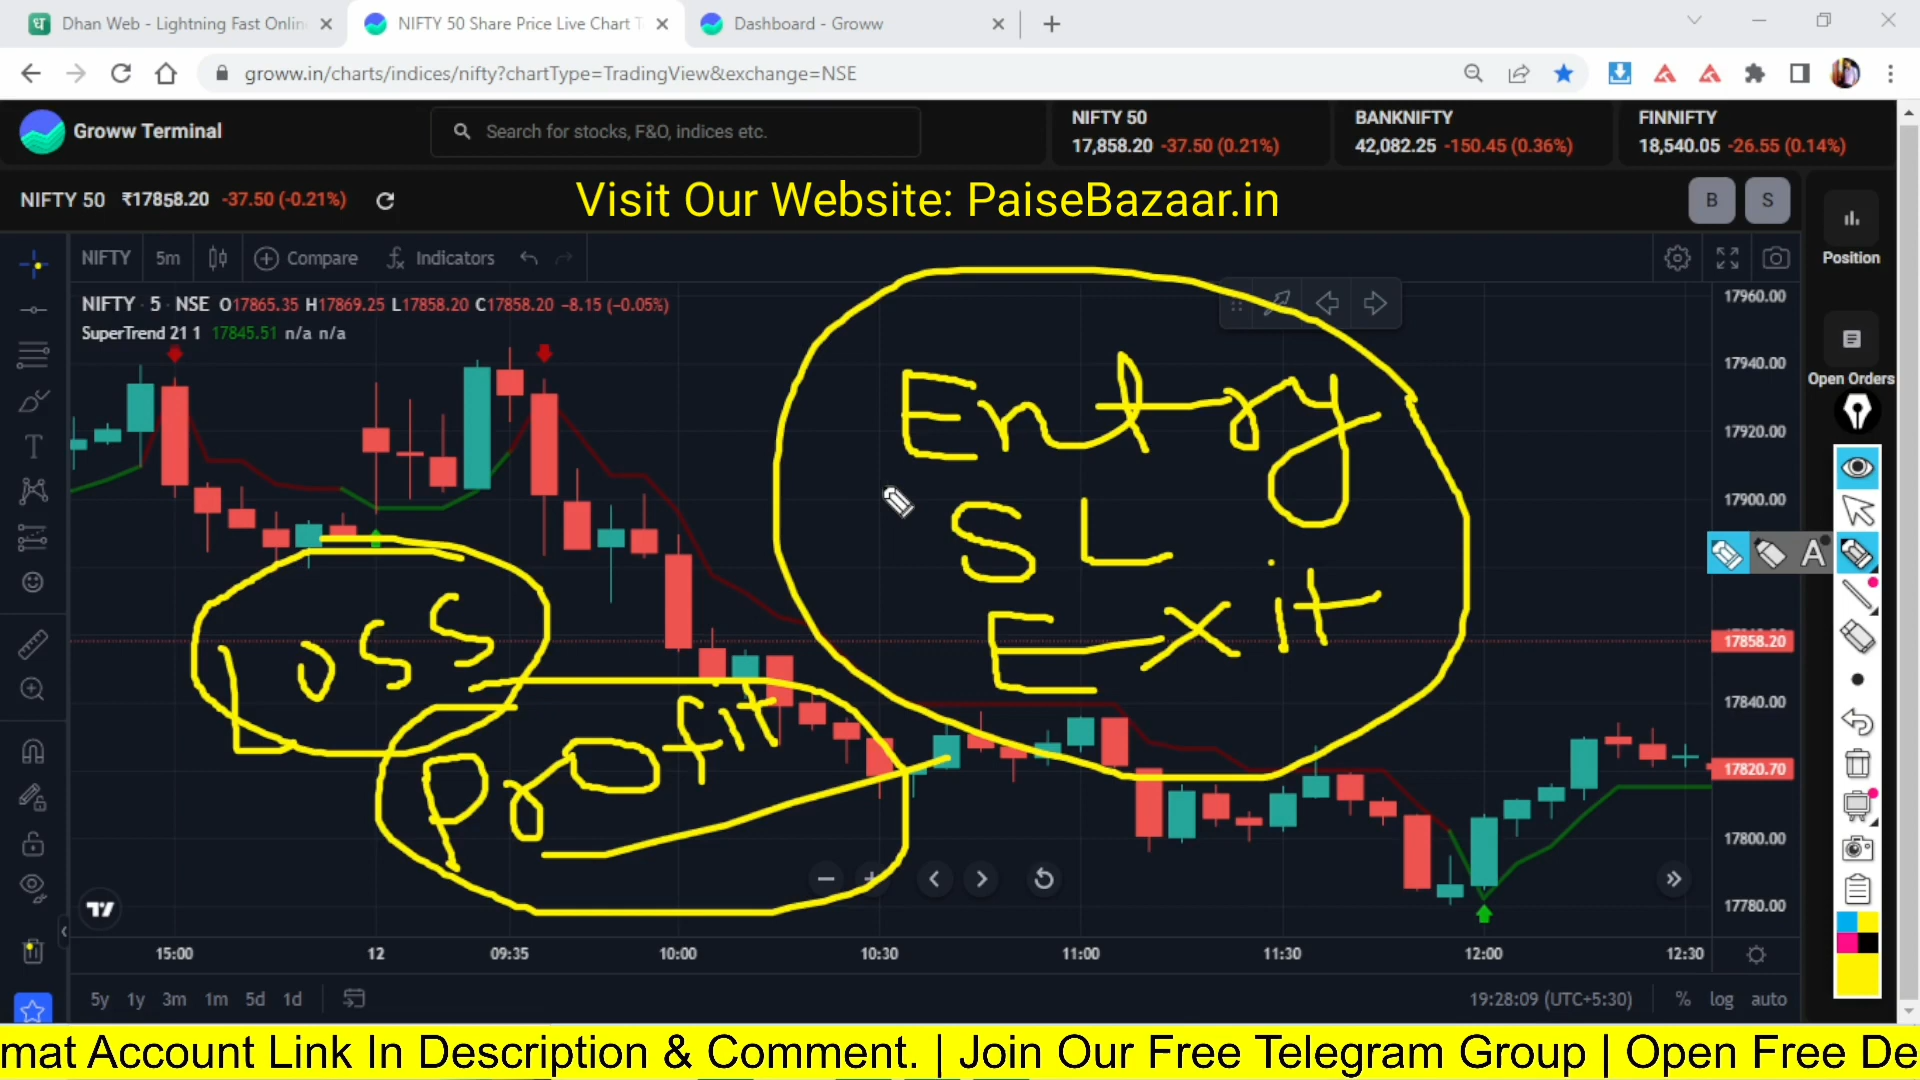 Dhan Web - Lightning Fast Onlin
NIFTY 50 Share Price Live Chart
Dashboard - Groww
groww.in/charts/indices/nifty?chartType=TradingView&exchange=NSE
Groww Terminal
Search for stocks, F&O, indices etc.
NIFTY 50
17,858.20 -37.50 (0.21%)
BANKNIFTY
42,082.25 -150.45 (0.36%)
FINNIFTY
18,540.05 -26.55 (0.14%)
NIFTY 50 ₹17858.20 -37.50 (-0.21%)
Visit Our Website: PaiseBazaar.in
B S
Position
Open Orders
NIFTY 5m Compare Indicators
NIFTY · 5 · NSE O17865.35 H17869.25 L17858.20 C17858.20 -8.15 (-0.05%)
SuperTrend 21 1 17845.51 n/a n/a
Entry
SL
Exit
Loss
Profit
17960.00
17940.00
17920.00
17900.00
17858.20
17840.00
17820.70
17800.00
17780.00
A
15:00 12 09:35 10:00 10:30 11:00 11:30 12:00 12:30
5y 1y 3m 1m 5d 1d
19:28:09 (UTC+5:30) % log auto
mat Account Link In Description & Comment. | Join Our Free Telegram Group | Open Free De